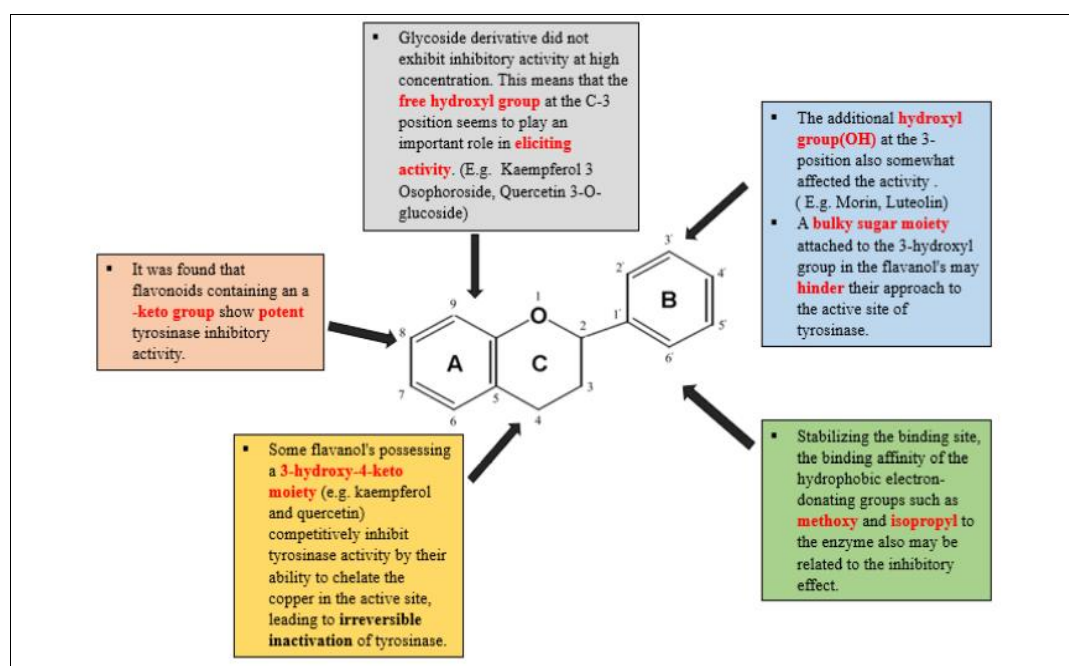 ▪ Glycoside derivative did not
exhibit inhibitory activity at high
concentration. This means that the
free hydroxyl group at the C-3
position seems to play an
important role in eliciting
activity. (E.g. Kaempferol 3
Osophoroside, Quercetin 3-O-
glucoside)
▪ The additional hydroxyl
group(OH) at the 3-
position also somewhat
affected the activity .
( E.g. Morin, Luteolin)
▪ A bulky sugar moiety
attached to the 3-hydroxyl
group in the flavanol's may
hinder their approach to
the active site of
tyrosinase.
▪ It was found that
flavonoids containing an a
-keto group show potent
tyrosinase inhibitory
activity.
3'
2'
4'
B
1'
5'
6'
9
1
O
2
8
A
C
7
5
3
6
4
▪ Some flavanol's possessing
a 3-hydroxy-4-keto
moiety (e.g. kaempferol
and quercetin)
competitively inhibit
tyrosinase activity by their
ability to chelate the
copper in the active site,
leading to irreversible
inactivation of tyrosinase.
▪ Stabilizing the binding site,
the binding affinity of the
hydrophobic electron-
donating groups such as
methoxy and isopropyl to
the enzyme also may be
related to the inhibitory
effect.